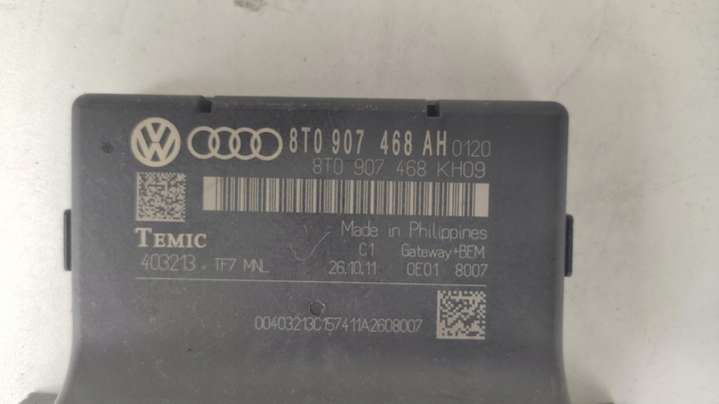 8T0 907 468 AH 0120
8T0 907 468 KH09
Made in Philippines
TEMIC C1 Gateway+BEM
403213 TF7 MNL 26.10.11 0E01 8007
00403213C157411A2608007